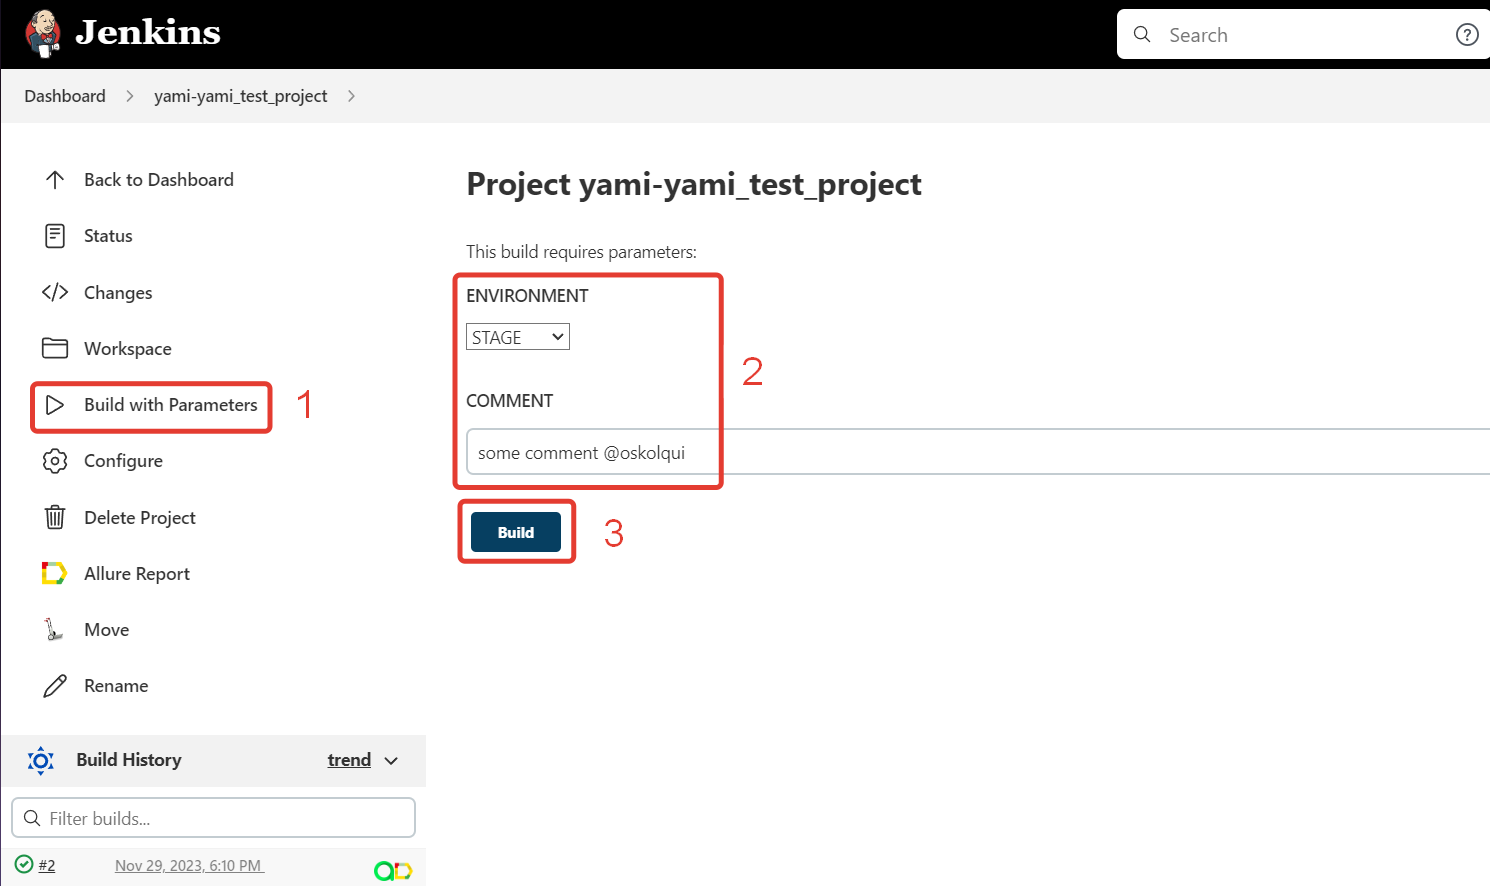 Jenkins
Search
Dashboard
yami-yami_test_project
Back to Dashboard
Status
Changes
Workspace
Build with Parameters
1
Configure
Delete Project
Allure Report
Move
Rename
Build History
trend
Filter builds...
#2
Nov 29, 2023, 6:10 PM
Project yami-yami_test_project
This build requires parameters:
ENVIRONMENT
STAGE
2
COMMENT
some comment @oskolqui
Build
3